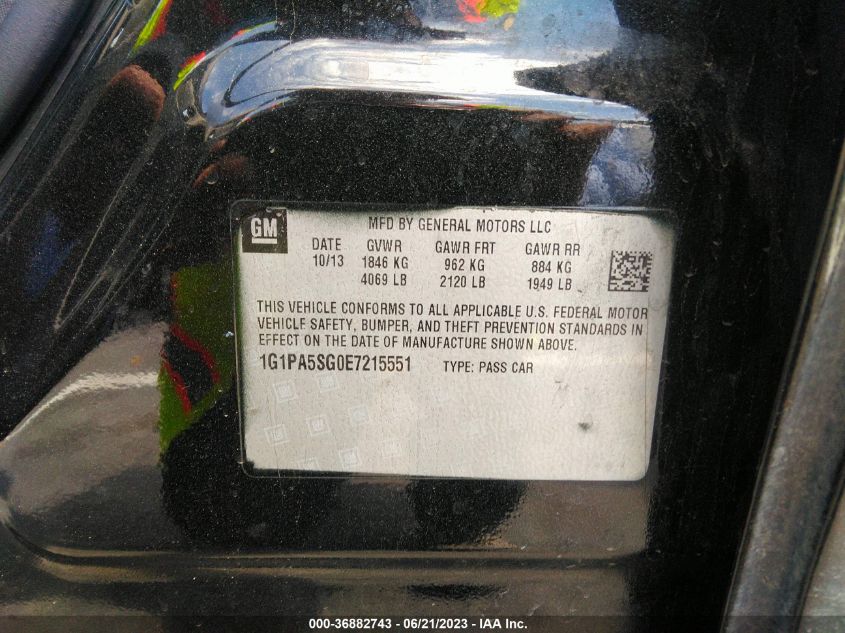 GM
MFD BY GENERAL MOTORS LLC
DATE GVWR GAWR FRT GAWR RR
10/13 1846 KG 962 KG 884 KG
4069 LB 2120 LB 1949 LB
THIS VEHICLE CONFORMS TO ALL APPLICABLE U.S. FEDERAL MOTOR
VEHICLE SAFETY, BUMPER, AND THEFT PREVENTION STANDARDS IN
EFFECT ON THE DATE OF MANUFACTURE SHOWN ABOVE.
1G1PA5SG0E7215551 TYPE: PASS CAR
000-36882743 - 06/21/2023 - IAA Inc.